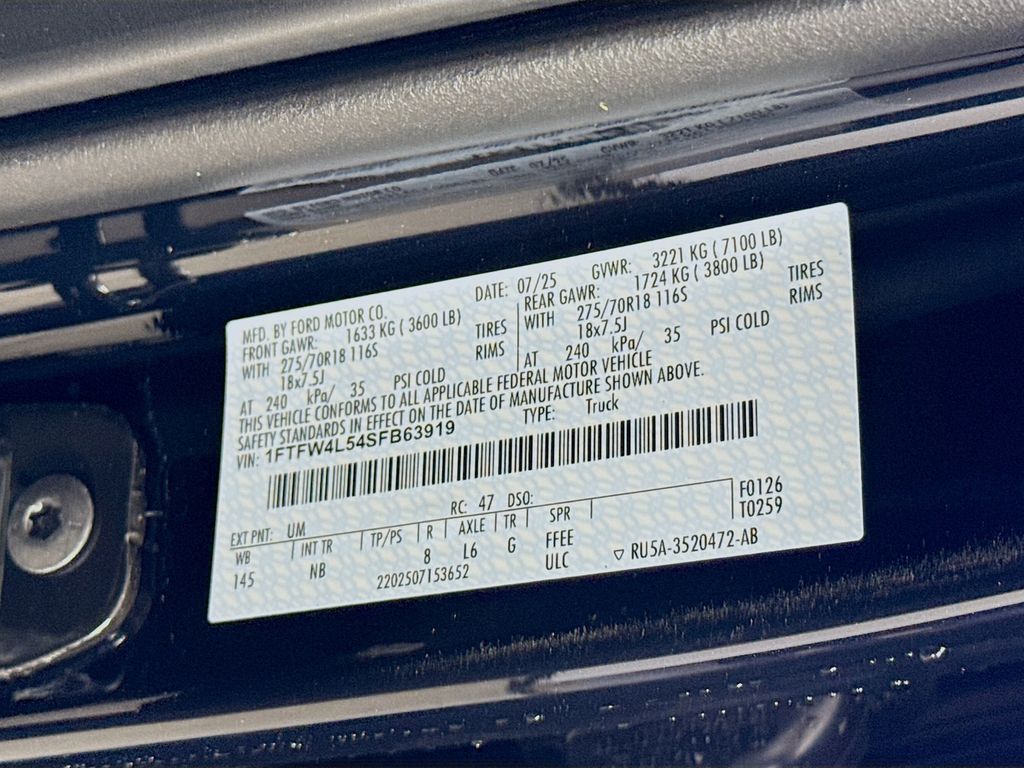 MFD. BY FORD MOTOR CO. DATE: 07/25 GVWR: 3221 KG ( 7100 LB)
FRONT GAWR: 1633 KG ( 3600 LB) REAR GAWR: 1724 KG ( 3800 LB)
WITH 275/70R18 116S TIRES WITH 275/70R18 116S TIRES
18x7.5J RIMS 18x7.5J RIMS
AT 240 kPa/ 35 PSI COLD AT 240 kPa/ 35 PSI COLD
THIS VEHICLE CONFORMS TO ALL APPLICABLE FEDERAL MOTOR VEHICLE
SAFETY STANDARDS IN EFFECT ON THE DATE OF MANUFACTURE SHOWN ABOVE.
VIN: 1FTFW4L54SFB63919 TYPE: Truck
EXT PNT: UM RC: 47 DSO: F0126
WB INT TR TP/PS R AXLE TR SPR T0259
145 NB 8 L6 G FFEE
2202507153652 ULC ▽ RU5A-3520472-AB